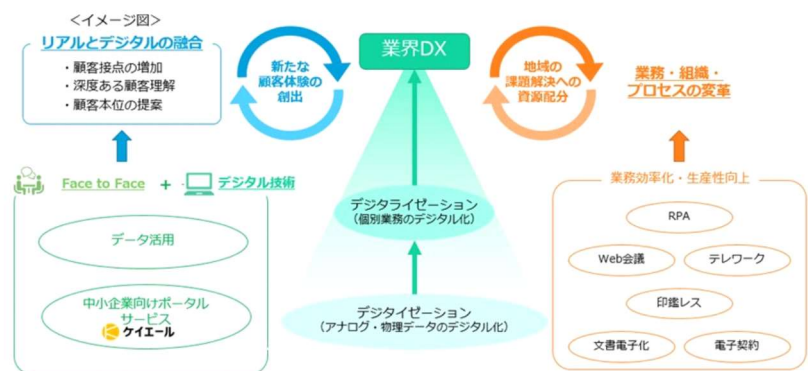 <イメージ図>
リアルとデジタルの融合
・顧客接点の増加
・深度ある顧客理解
・顧客本位の提案
新たな
顧客体験の
創出
業界DX
地域の
課題解決への
資源配分
業務・組織・
プロセスの変革
Face to Face + デジタル技術
データ活用
中小企業向けポータル
サービス
ケイエール
デジタライゼーション
(個別業務のデジタル化)
デジタイゼーション
(アナログ・物理データのデジタル化)
業務効率化・生産性向上
RPA
Web会議
テレワーク
印鑑レス
文書電子化
電子契約